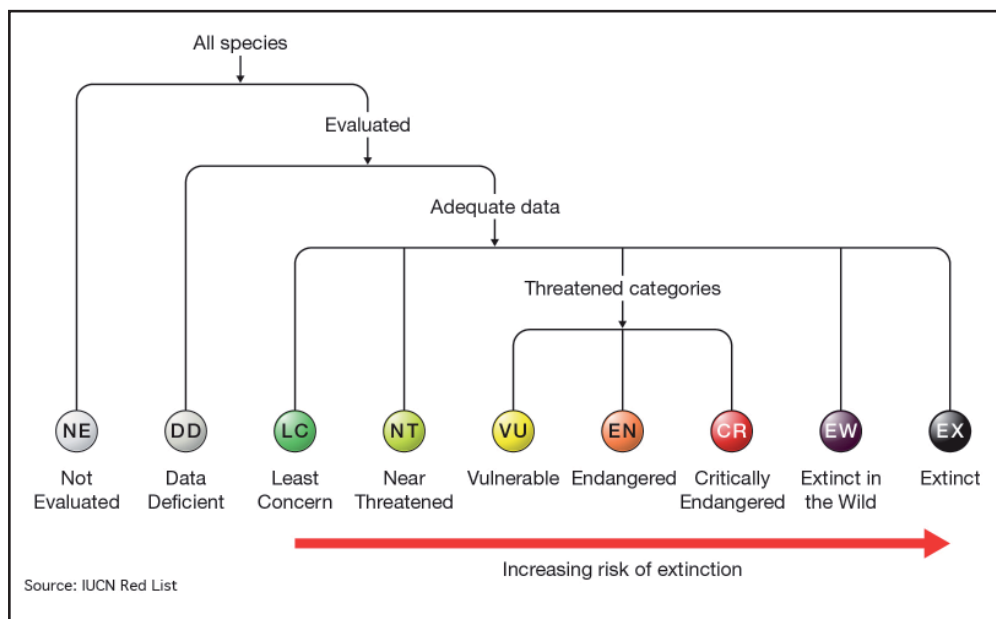 All species
Evaluated
Adequate data
Threatened categories
NE
DD
LC
NT
VU
EN
CR
EW
EX
Not
Evaluated
Data
Deficient
Least
Concern
Near
Threatened
Vulnerable
Endangered
Critically
Endangered
Extinct in
the Wild
Extinct
Increasing risk of extinction
Source: IUCN Red List